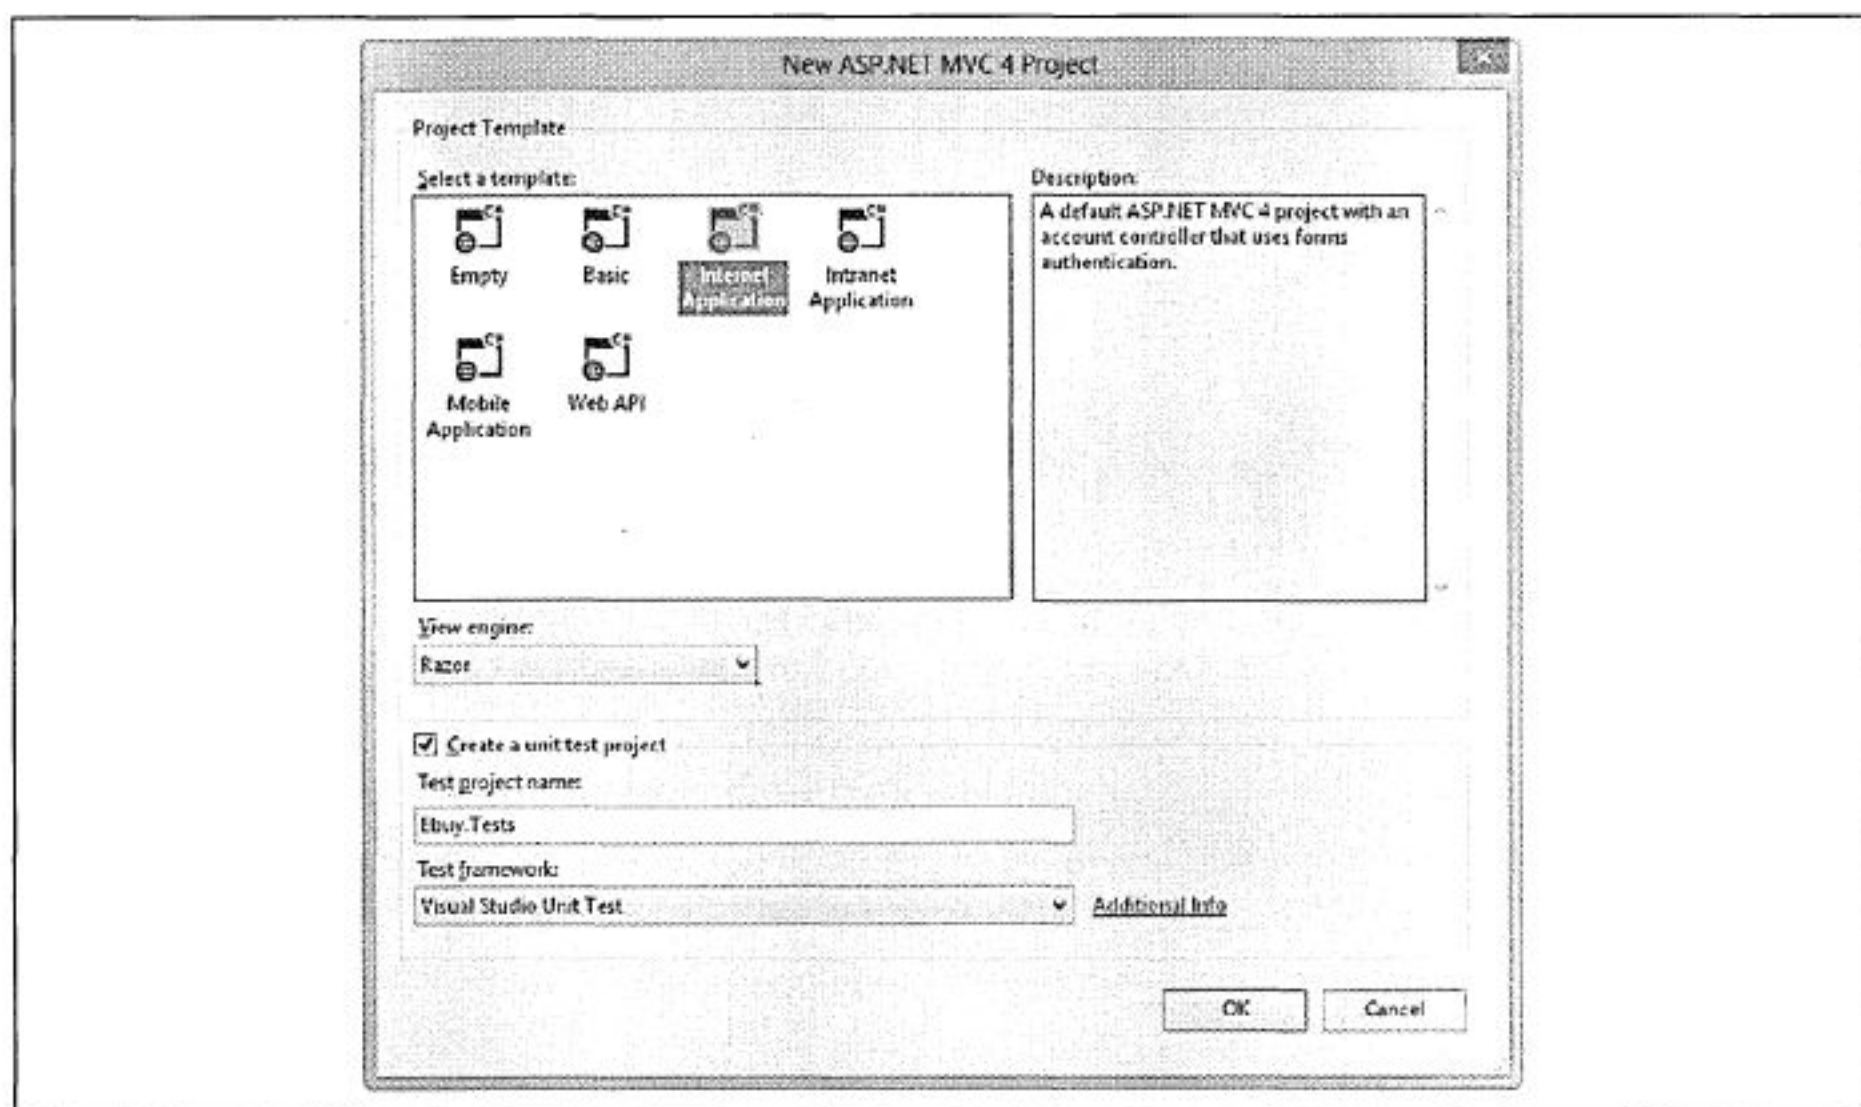 New ASP.NET MVC 4 Project
Project Template
Select a template:
Description:
Empty
Basic
Internet
Application
Intranet
Application
Mobile
Application
Web API
A default ASP.NET MVC 4 project with an
account controller that uses forms
authentication.
View engine:
Razor
Create a unit test project
Test project name:
Ebuy.Tests
Test framework:
Visual Studio Unit Test
Additional Info
OK
Cancel